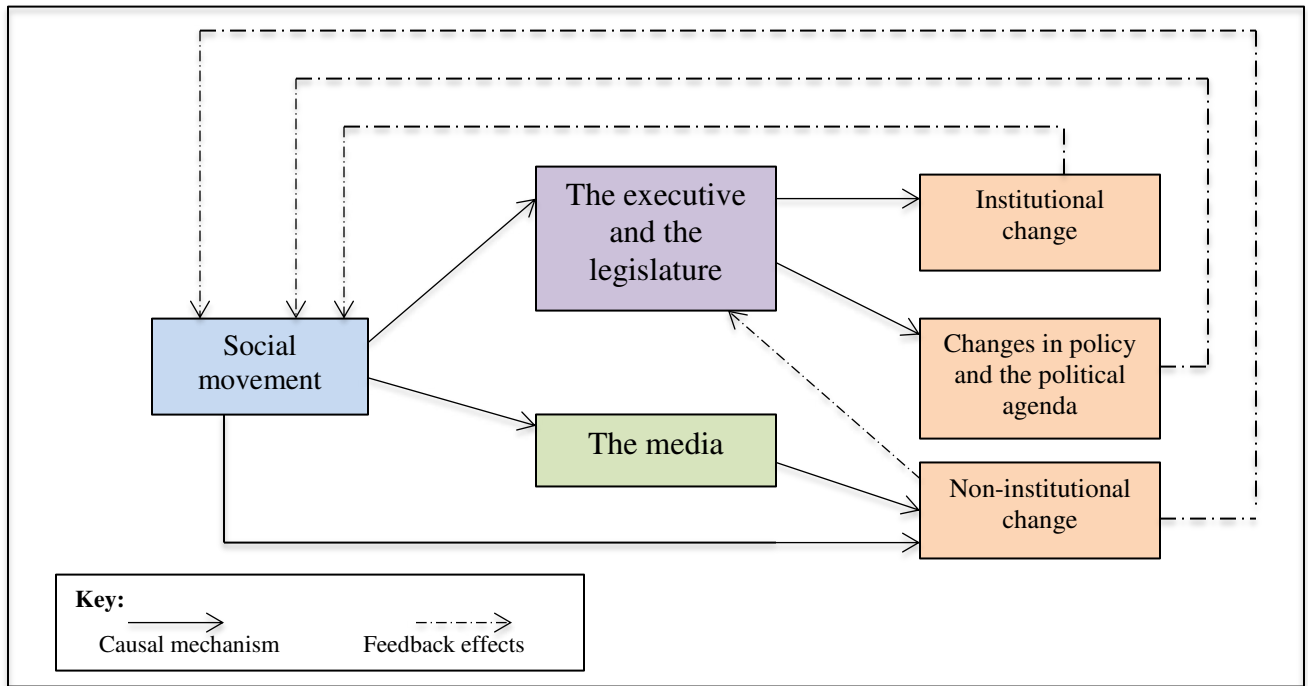 The executive
and the
legislature
Institutional
change
Social
movement
Changes in policy
and the political
agenda
The media
Non-institutional
change
Key:
Causal mechanism
Feedback effects